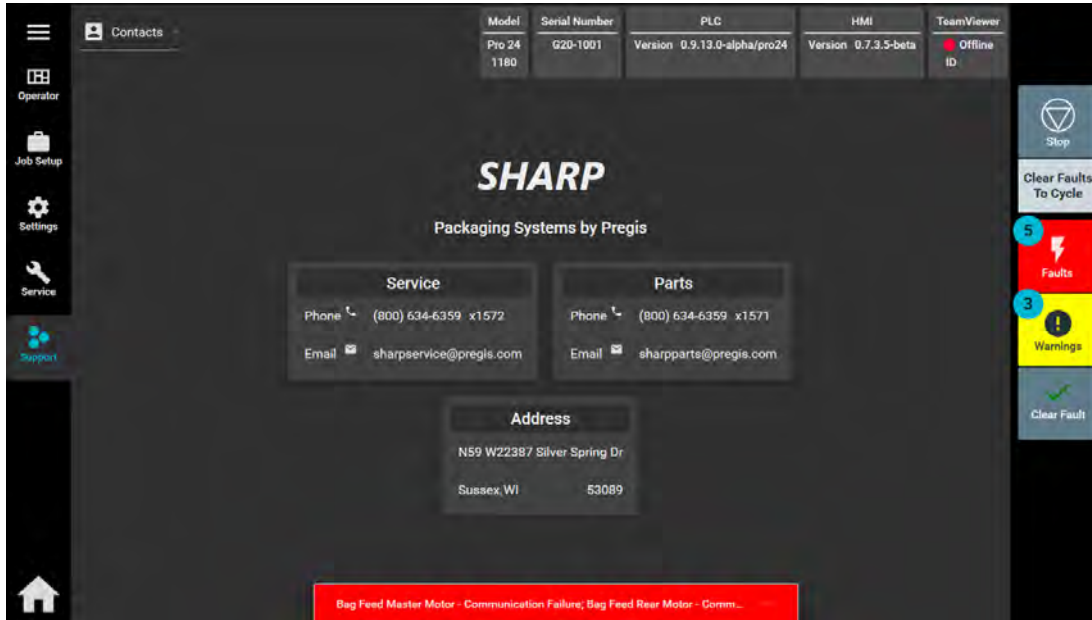 Contacts
Model
Pro 24
1180
Serial Number
G20-1001
PLC
Version 0.9.13.0-alpha/pro24
HMI
Version 0.7.3.5-beta
TeamViewer
Offline
ID
Operator
Job Setup
Settings
Service
Support
SHARP
Packaging Systems by Pregis
Service
Phone (800) 634-6359 x1572
Email sharpservice@pregis.com
Parts
Phone (800) 634-6359 x1571
Email sharpparts@pregis.com
Address
N59 W22387 Silver Spring Dr
Sussex, WI 53089
Stop
Clear Faults
To Cycle
5
Faults
3
Warnings
Clear Fault
Bag Feed Master Motor - Communication Failure; Bag Feed Rear Motor - Comm...